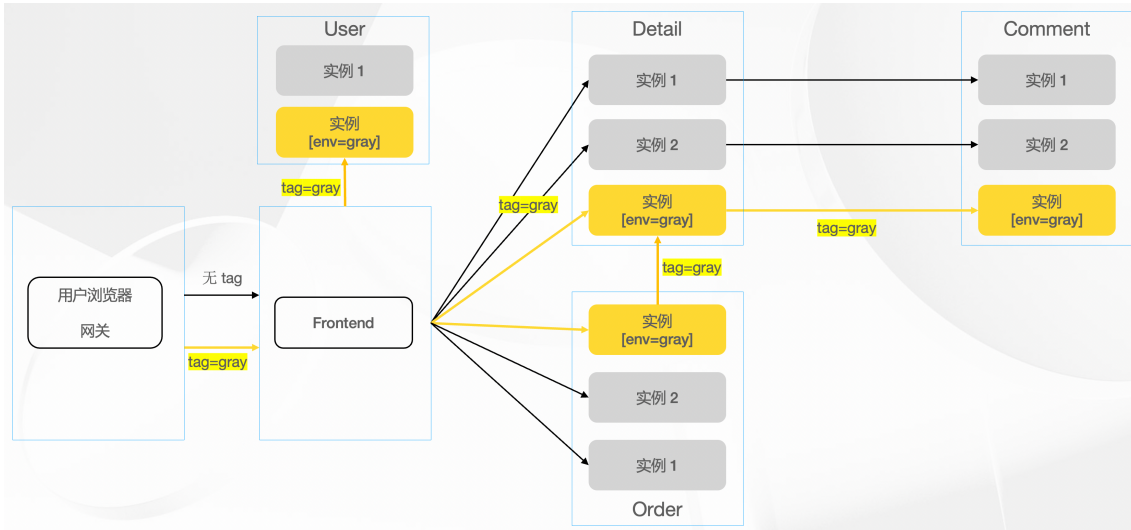 User
实例 1
实例
[env=gray]
tag=gray
用户浏览器
网关
无 tag
tag=gray
Frontend
tag=gray
Detail
实例 1
实例 2
实例
[env=gray]
tag=gray
Comment
实例 1
实例 2
实例
[env=gray]
tag=gray
实例
[env=gray]
实例 2
实例 1
Order